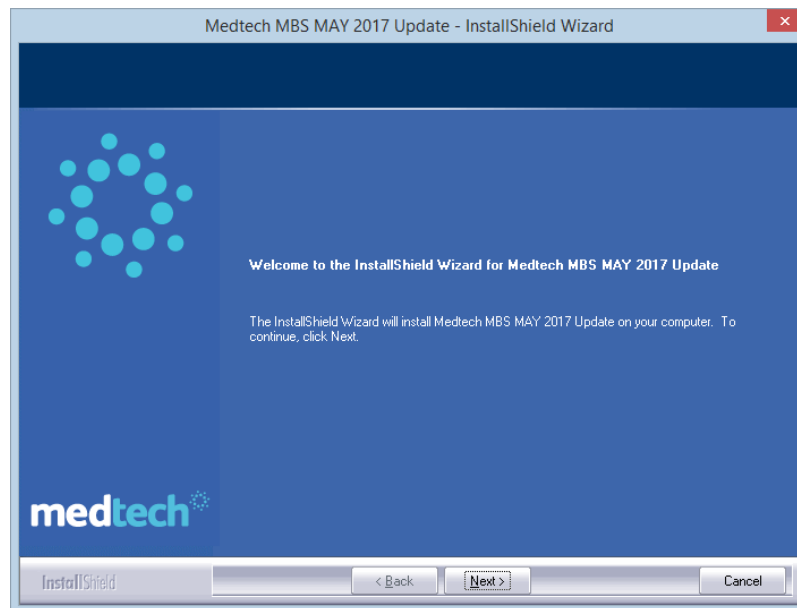 Medtech MBS MAY 2017 Update - InstallShield Wizard
Welcome to the InstallShield Wizard for Medtech MBS MAY 2017 Update
The InstallShield Wizard will install Medtech MBS MAY 2017 Update on your computer. To
continue, click Next.
medtech
InstallShield
< Back
Next >
Cancel